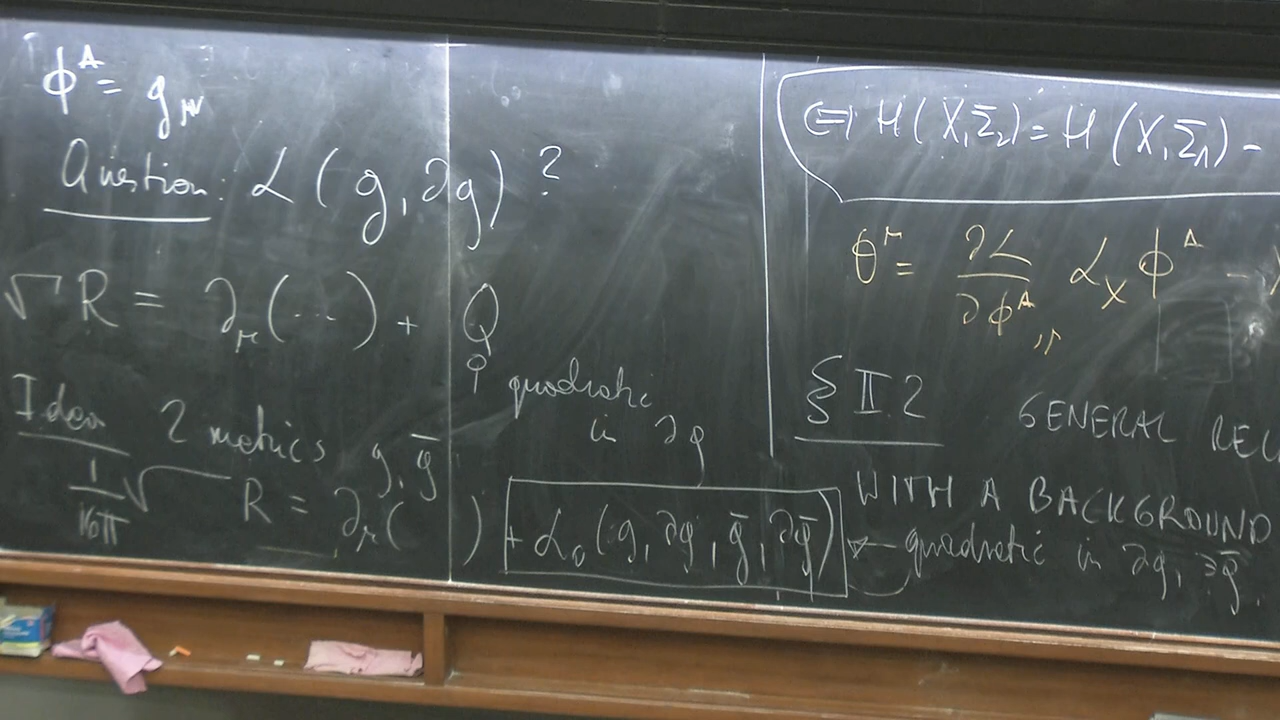 ϕ^A = g_μν
Question: ℒ(g, ∂g)?
√ R = ∂_μ(...) + Q
quadratic
in ∂g
Idea 2 metrics g, ḡ
1/16π √ R = ∂_μ( ) + ℒ₀(g, ∂g, ḡ, ∂ḡ)
⇔ H(X, Σ₂) = H(X, Σ₁) -
θ^μ = ∂ℒ/∂ϕ^A,μ ℒ_X ϕ^A -
§ II.2 GENERAL REL
WITH A BACKGROUND
quadratic in ∂g, ∂ḡ.